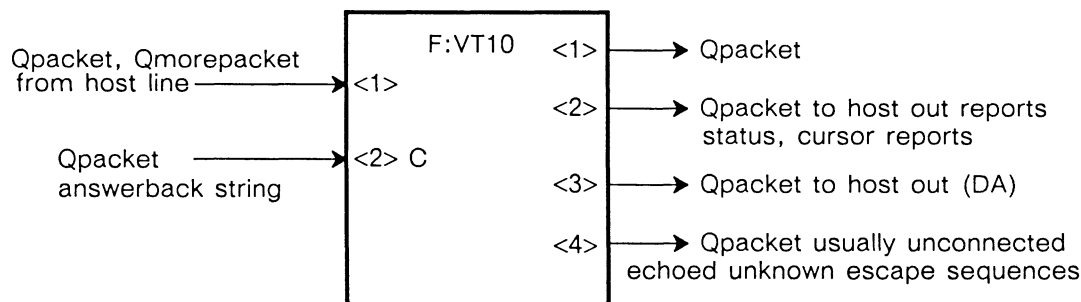 F:VT10
Qpacket, Qmorepacket
from host line
<1>
Qpacket
answerback string
<2> C
<1>
Qpacket
<2>
Qpacket to host out reports
status, cursor reports
<3>
Qpacket to host out (DA)
<4>
Qpacket usually unconnected
echoed unknown escape sequences